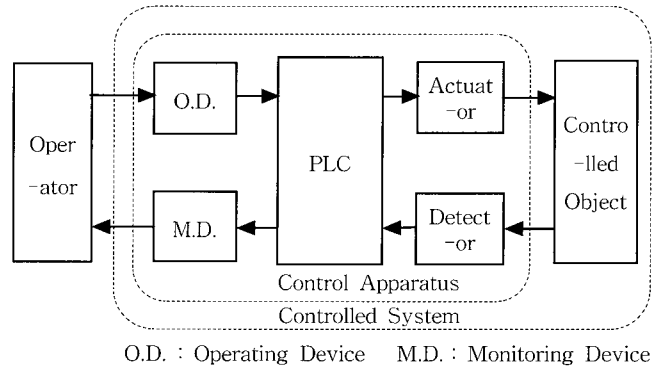 Oper
-ator
O.D.
M.D.
PLC
Actuat
-or
Detect
-or
Contro
-lled
Object
Control Apparatus
Controlled System
O.D. : Operating Device M.D. : Monitoring Device